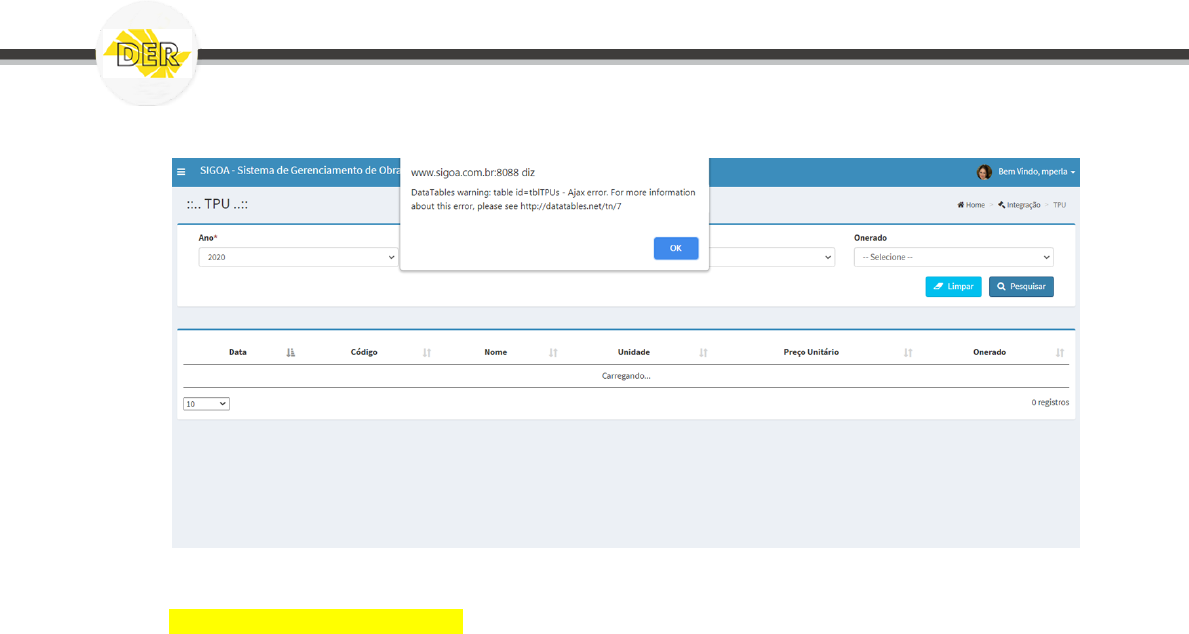 DER
SIGOA - Sistema de Gerenciamento de Obra
Bem Vindo, mperla
www.sigoa.com.br:8088 diz
DataTables warning: table id=tblTPUs - Ajax error. For more information
about this error, please see http://datatables.net/tn/7
OK
::.. TPU ..::
Home > Integração > TPU
Ano*
2020
Onerado
-- Selecione --
Limpar
Pesquisar
Data Código Nome Unidade Preço Unitário Onerado
Carregando...
10
0 registros